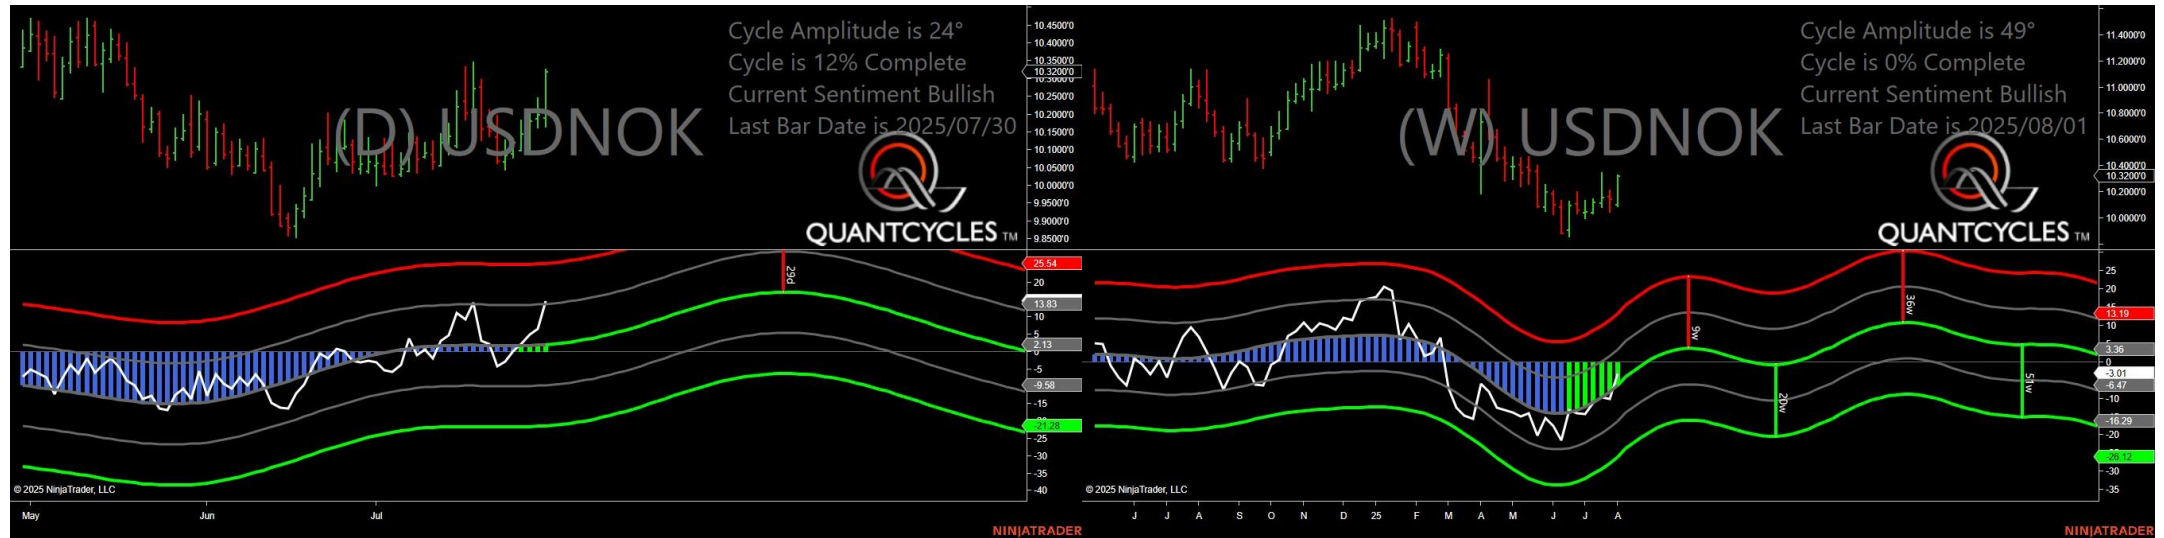 Cycle Amplitude is 24°
Cycle is 12% Complete
Current Sentiment Bullish
Last Bar Date is 2025/07/30
(D) USDNOK
QUANTCYCLES TM
10.4500'0
10.4000'0
10.3500'0
10.3200'0
10.3000'0
10.2500'0
10.2000'0
10.1500'0
10.1000'0
10.0500'0
10.0000'0
9.9500'0
9.9000'0
9.8500'0
29d
25.54
20
13.83
10
5
2.13
0
-5
-9.58
-15
-21.28
-25
-30
-35
-40
© 2025 NinjaTrader, LLC
May
Jun
Jul
NINJATRADER
Cycle Amplitude is 49°
Cycle is 0% Complete
Current Sentiment Bullish
Last Bar Date is 2025/08/01
(W) USDNOK
QUANTCYCLES TM
11.4000'0
11.2000'0
11.0000'0
10.8000'0
10.6000'0
10.4000'0
10.3200'0
10.2000'0
10.0000'0
9w
20w
36w
51w
25
20
13.19
10
3.36
0
-3.01
-6.47
-10
-16.29
-20
-26.12
-30
-35
© 2025 NinjaTrader, LLC
J J A S O N D 25 F M A M J J A
NINJATRADER